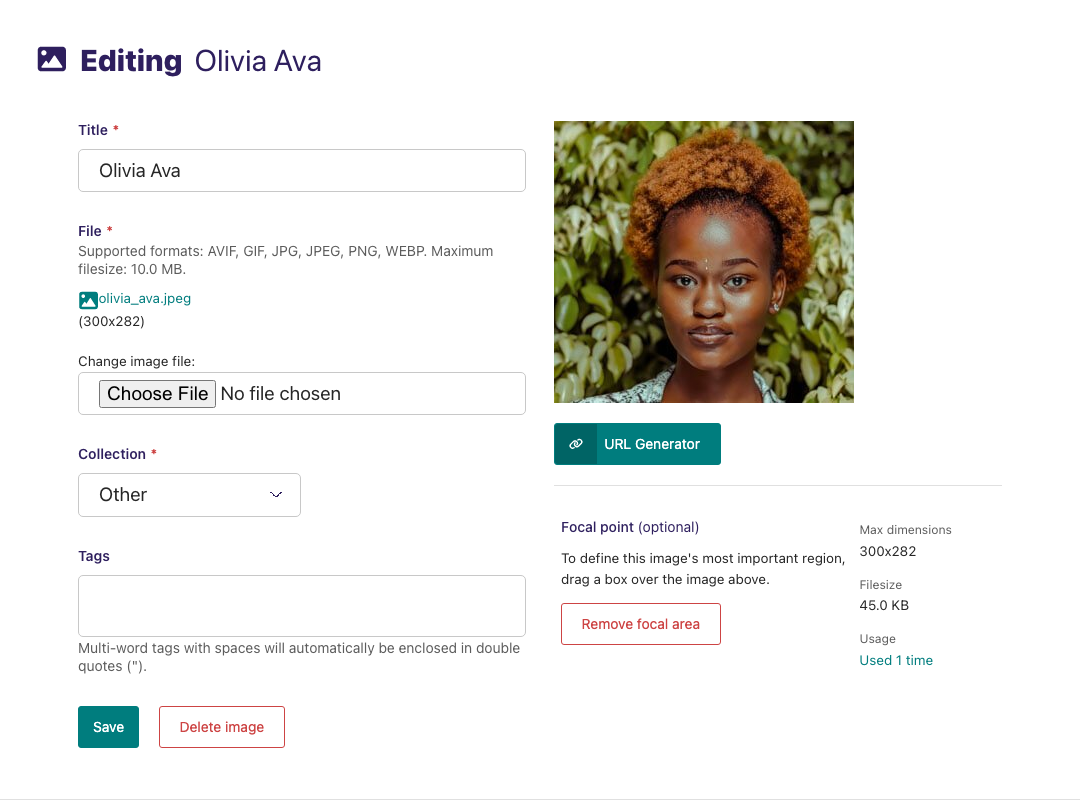 Editing Olivia Ava
Title *
Olivia Ava
File *
Supported formats: AVIF, GIF, JPG, JPEG, PNG, WEBP. Maximum
filesize: 10.0 MB.
olivia_ava.jpeg
(300x282)
Change image file:
Choose File No file chosen
Collection *
Other
Tags
Multi-word tags with spaces will automatically be enclosed in double
quotes (").
Save
Delete image
URL Generator
Focal point (optional)
To define this image's most important region,
drag a box over the image above.
Remove focal area
Max dimensions
300x282
Filesize
45.0 KB
Usage
Used 1 time